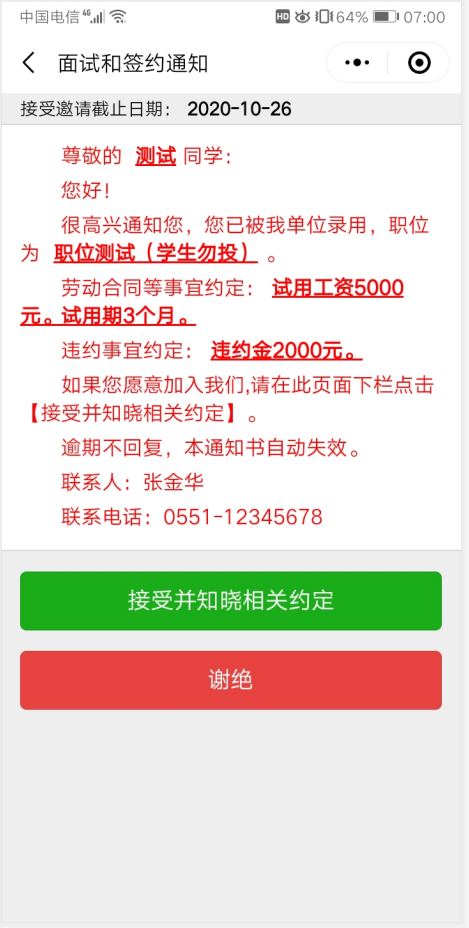 中国电信 4G HD 64% 07:00
面试和签约通知
接受邀请截止日期： 2020-10-26
尊敬的 测试 同学：
您好！
很高兴通知您，您已被我单位录用，职位
为 职位测试（学生勿投） 。
劳动合同等事宜约定： 试用工资5000
元。试用期3个月。
违约事宜约定： 违约金2000元。
如果您愿意加入我们,请在此页面下栏点击
【接受并知晓相关约定】。
逾期不回复，本通知书自动失效。
联系人：张金华
联系电话：0551-12345678
接受并知晓相关约定
谢绝